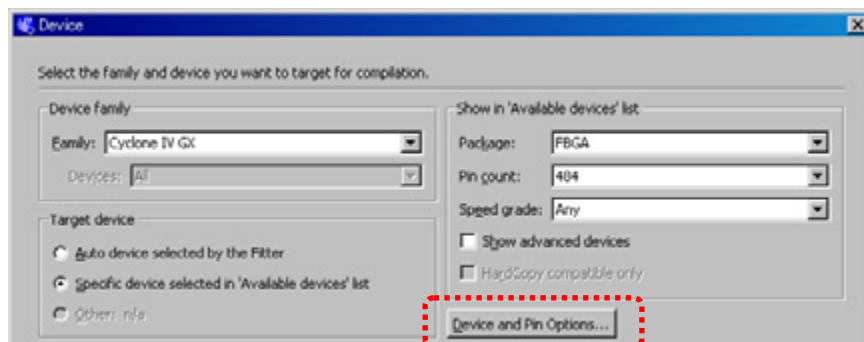 Device
Select the family and device you want to target for compilation.
Device family
Family: Cyclone IV GX
Devices: All
Target device
Auto device selected by the Fitter
Specific device selected in 'Available devices' list
Other: n/a
Show in 'Available devices' list
Package: FBGA
Pin count: 484
Speed grade: Any
Show advanced devices
HardCopy compatible only
Device and Pin Options...